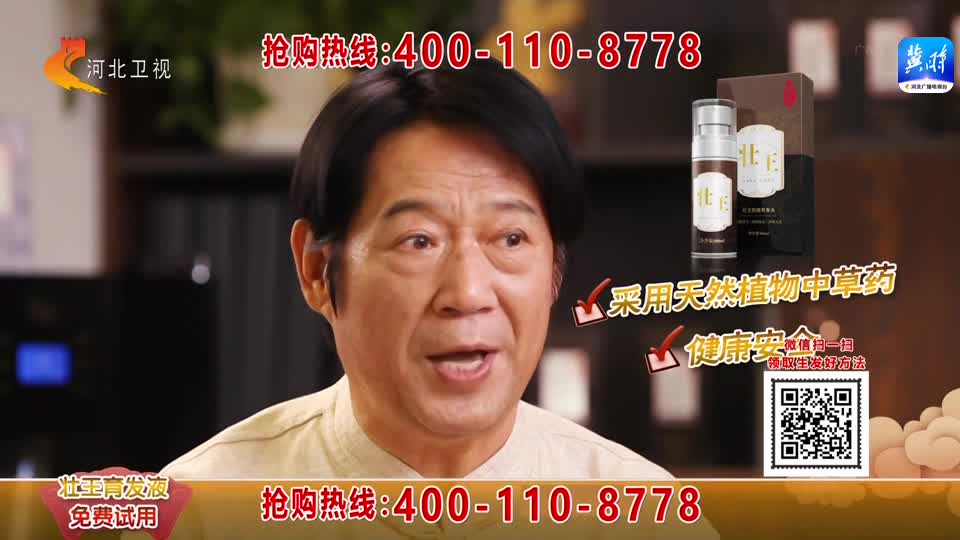 抢购热线:400-110-8778
河北卫视
冀时
河北广播电视台
壮王
壮王
采用天然植物中草药
健康安全
微信扫一扫
领取生发好方法
壮王育发液
免费试用
抢购热线:400-110-8778